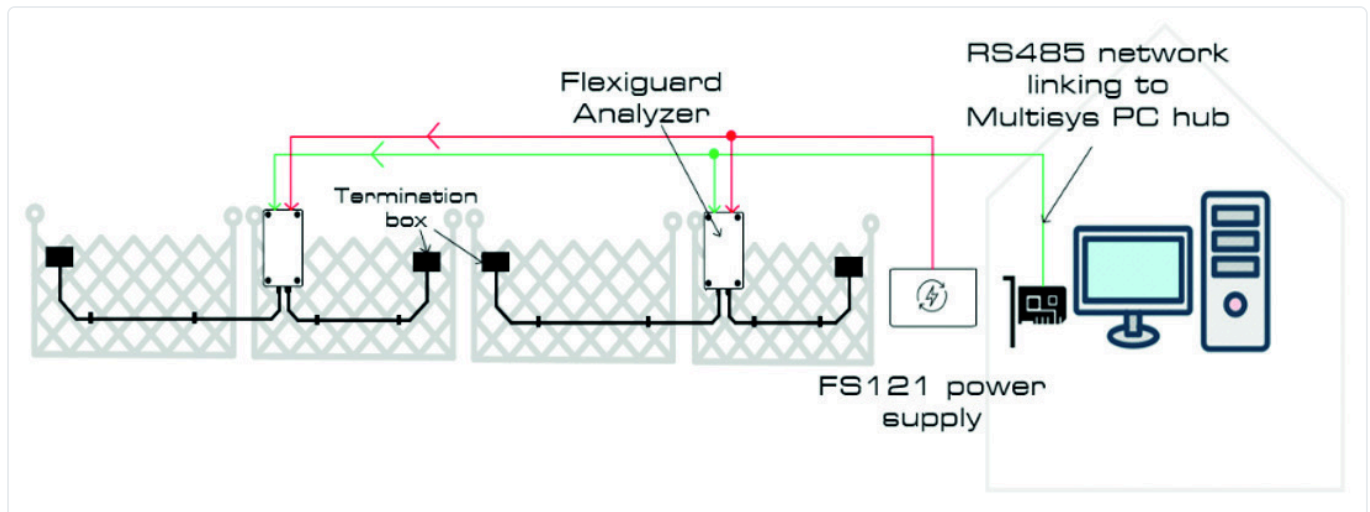 RS485 network
linking to
Multisys PC hub
Flexiguard
Analyzer
Termination
box
FS121 power
supply